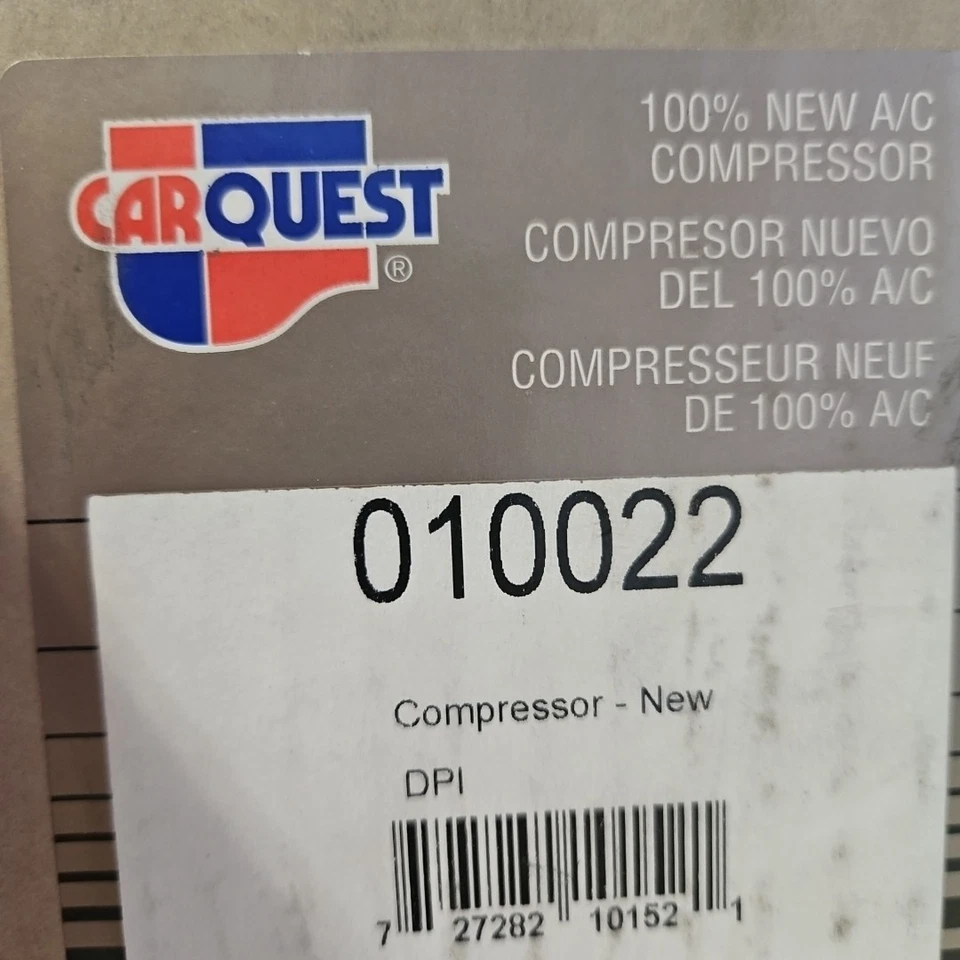 CARQUEST
®
100% NEW A/C
COMPRESSOR
COMPRESOR NUEVO
DEL 100% A/C
COMPRESSEUR NEUF
DE 100% A/C
010022
Compressor - New
DPI
7 27282 10152 1